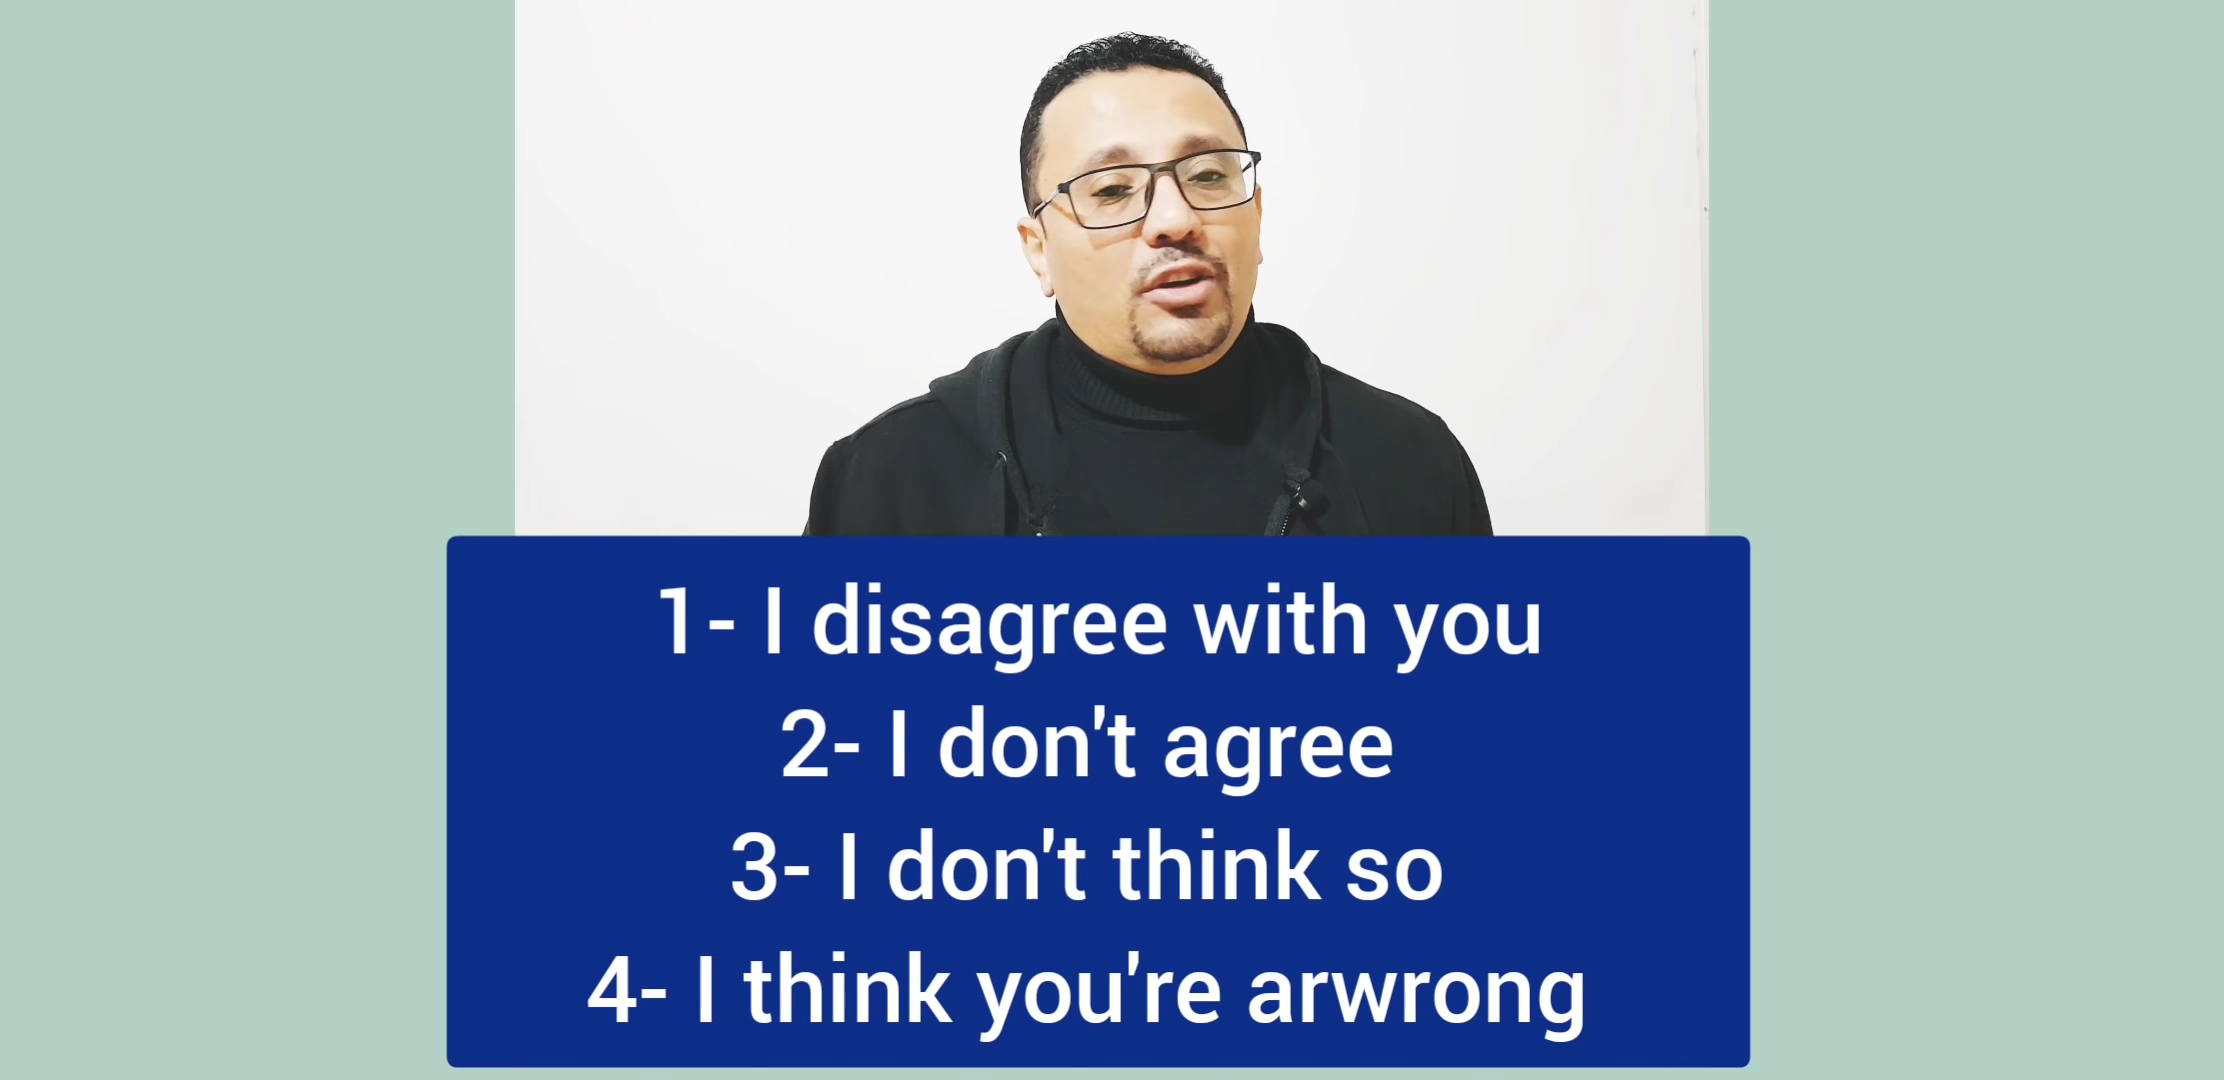 1- I disagree with you
2- I don't agree
3- I don't think so
4- I think you're arwrong